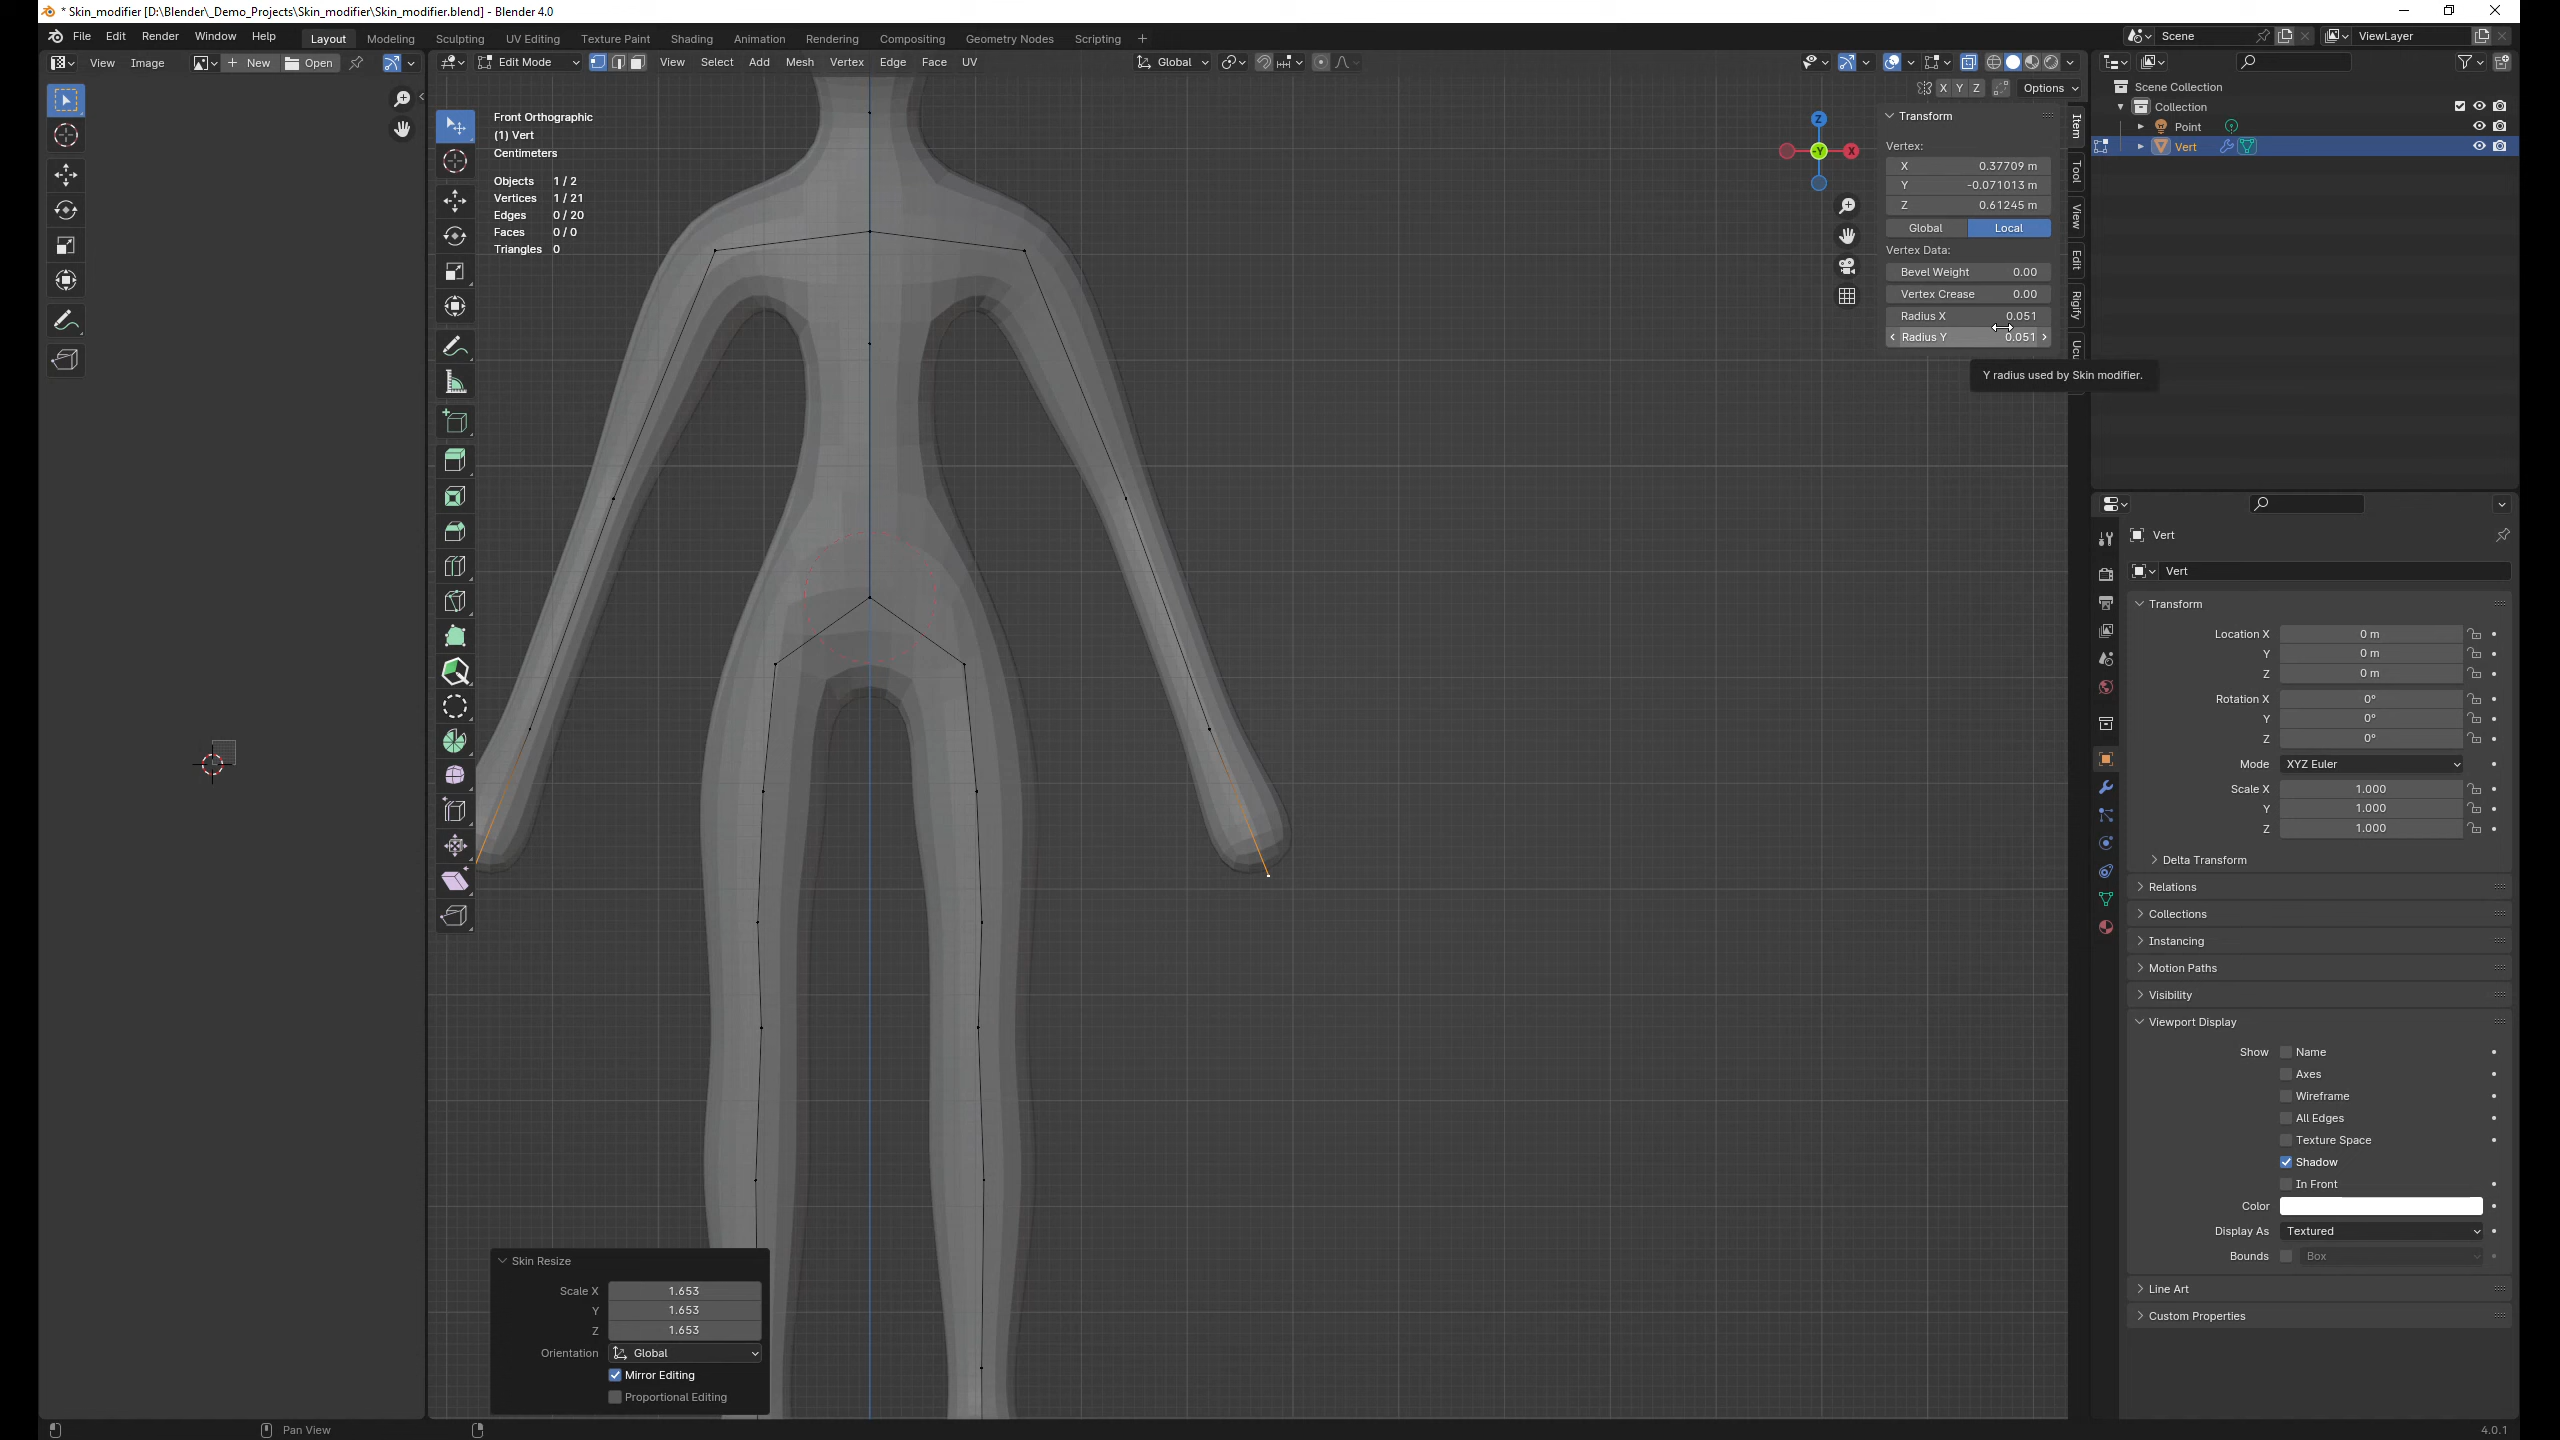 * Skin_modifier [D:\Blender\_Demo_Projects\Skin_modifier\Skin_modifier.blend] - Blender 4.0
File Edit Render Window Help Layout Modeling Sculpting UV Editing Texture Paint Shading Animation Rendering Compositing Geometry Nodes Scripting + Scene ViewLayer
View Image New Open Edit Mode View Select Add Mesh Vertex Edge Face UV Global
X Y Z Options
Front Orthographic
(1) Vert
Centimeters
Objects 1 / 2
Vertices 1 / 21
Edges 0 / 20
Faces 0 / 0
Triangles 0
Z
-Y
X
Transform
Vertex:
X 0.37709 m
Y -0.071013 m
Z 0.61245 m
Global Local
Vertex Data:
Bevel Weight 0.00
Vertex Crease 0.00
Radius X 0.051
Radius Y 0.051
Y radius used by Skin modifier.
Item
Tool
View
Edit
Rigify
Ucu
Scene Collection
Collection
Point
Vert
Vert
Vert
Transform
Location X 0 m
Y 0 m
Z 0 m
Rotation X 0°
Y 0°
Z 0°
Mode XYZ Euler
Scale X 1.000
Y 1.000
Z 1.000
Delta Transform
Relations
Collections
Instancing
Motion Paths
Visibility
Viewport Display
Show Name
Axes
Wireframe
All Edges
Texture Space
Shadow
In Front
Color
Display As Textured
Bounds Box
Line Art
Custom Properties
Skin Resize
Scale X 1.653
Y 1.653
Z 1.653
Orientation Global
Mirror Editing
Proportional Editing
Pan View
4.0.1